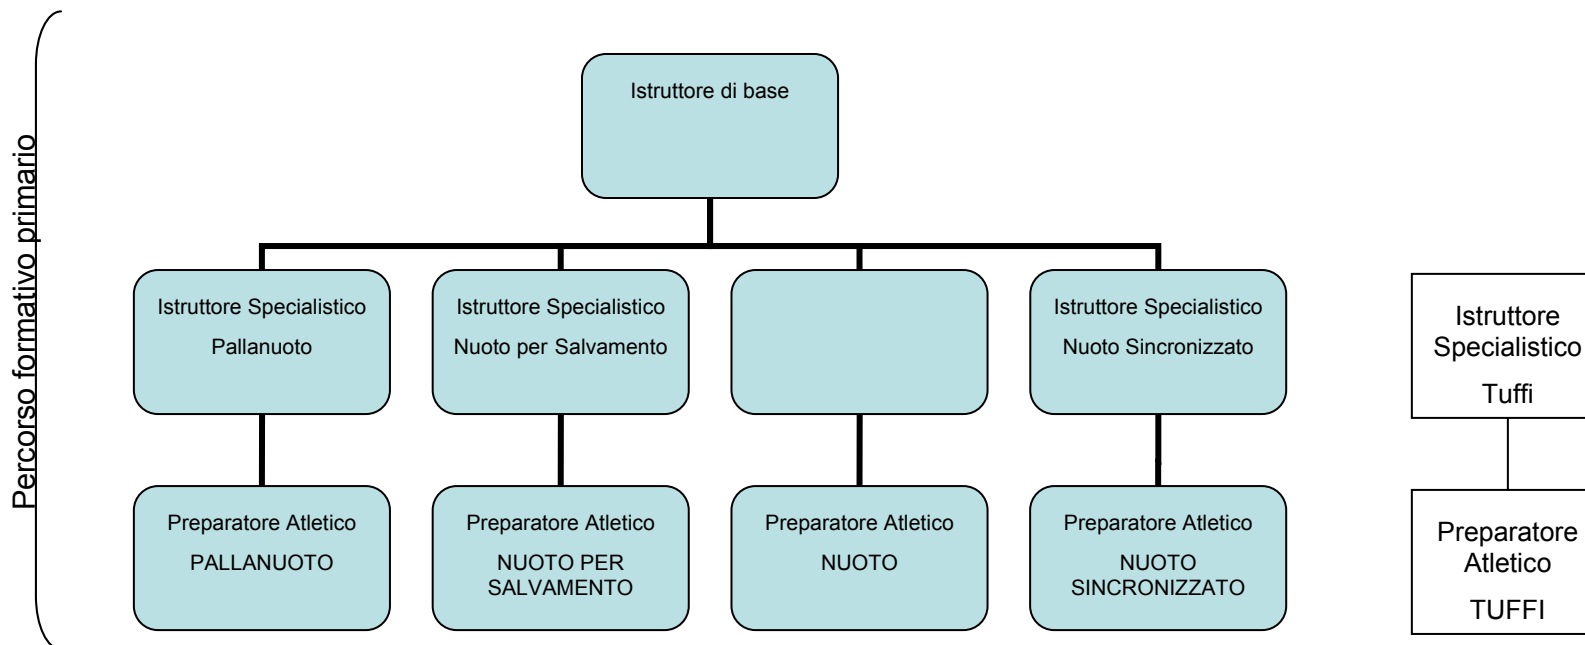 Percorso formativo primario
Istruttore di base
Istruttore Specialistico
Pallanuoto
Istruttore Specialistico
Nuoto per Salvamento
Istruttore Specialistico
Nuoto Sincronizzato
Istruttore
Specialistico
Tuffi
Preparatore Atletico
PALLANUOTO
Preparatore Atletico
NUOTO PER
SALVAMENTO
Preparatore Atletico
NUOTO
Preparatore Atletico
NUOTO
SINCRONIZZATO
Preparatore
Atletico
TUFFI